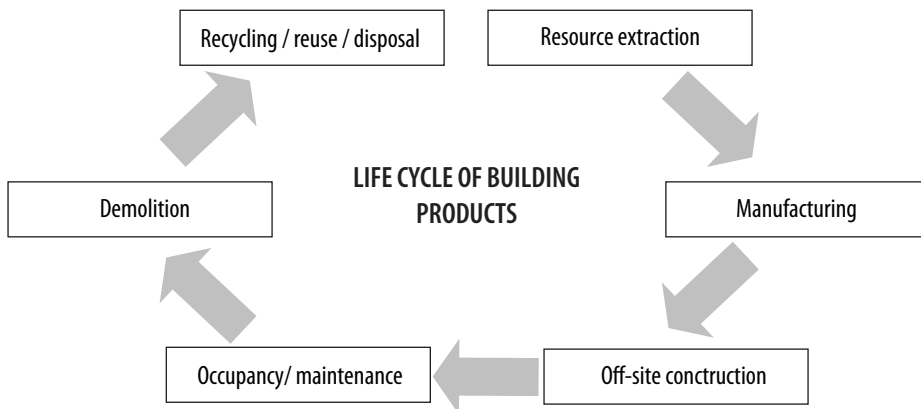 Recycling / reuse / disposal
Resource extraction
LIFE CYCLE OF BUILDING
PRODUCTS
Demolition
Manufacturing
Occupancy/ maintenance
Off-site conctruction